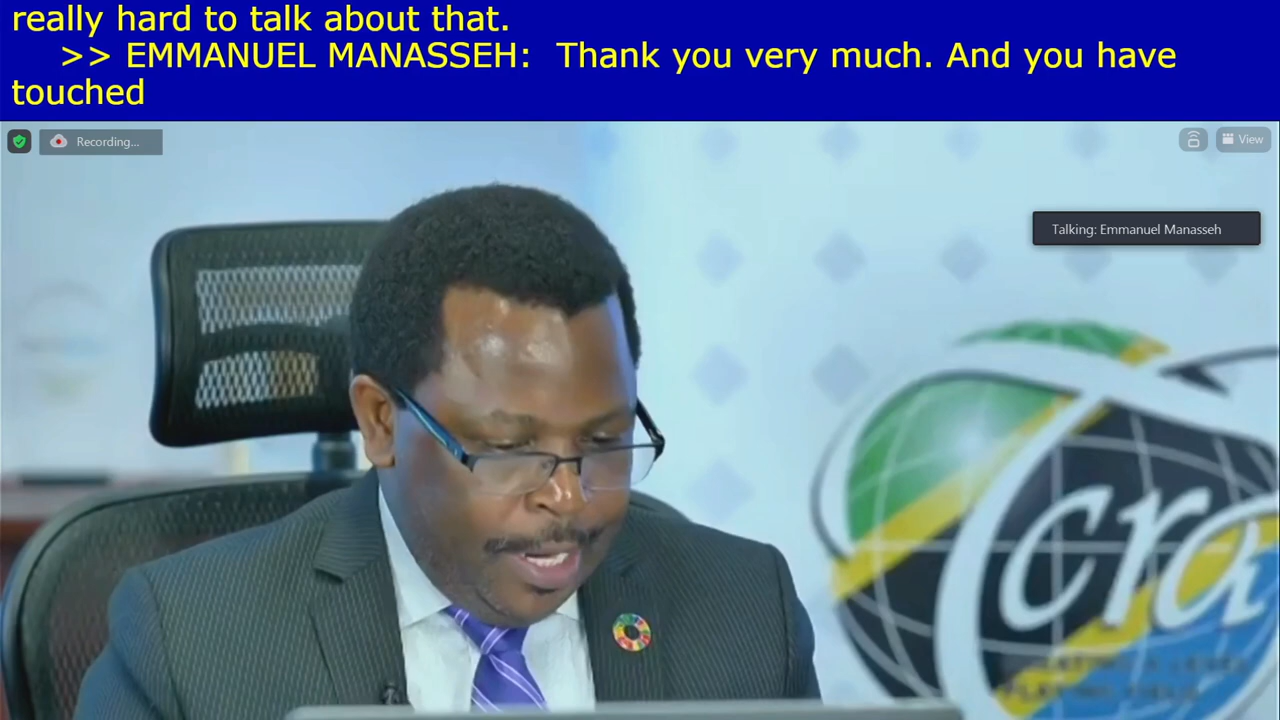 really hard to talk about that.
>> EMMANUEL MANASSEH:  Thank you very much. And you have
touched
Recording...
View
Talking: Emmanuel Manasseh
Tcra